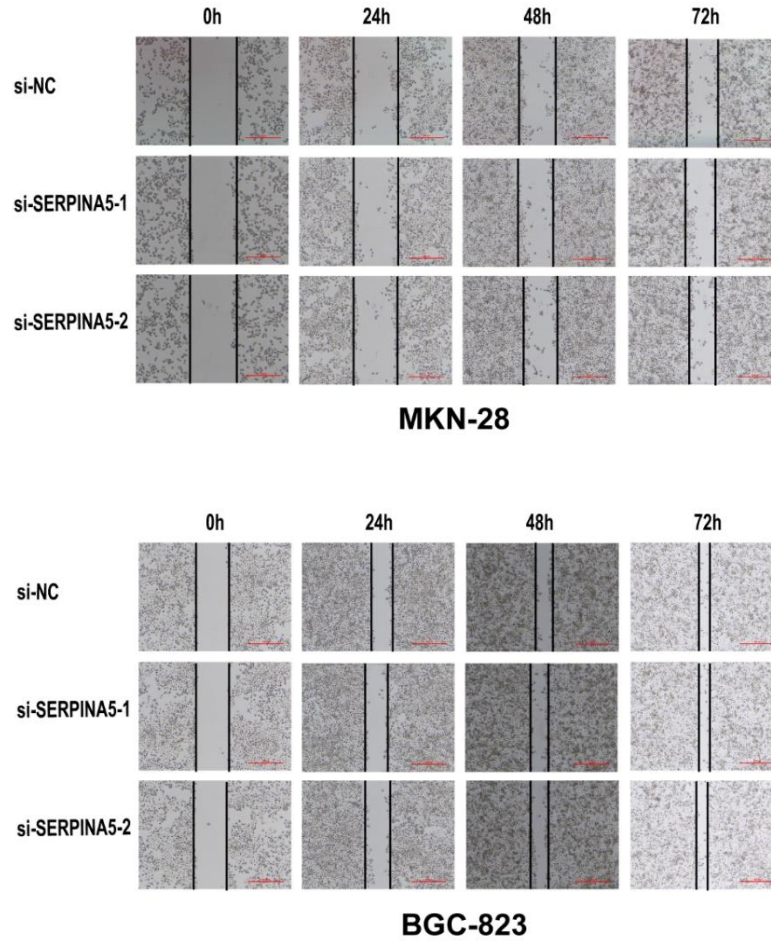 0h 24h 48h 72h
si-NC
si-SERPINA5-1
si-SERPINA5-2
MKN-28
0h 24h 48h 72h
si-NC
si-SERPINA5-1
si-SERPINA5-2
BGC-823